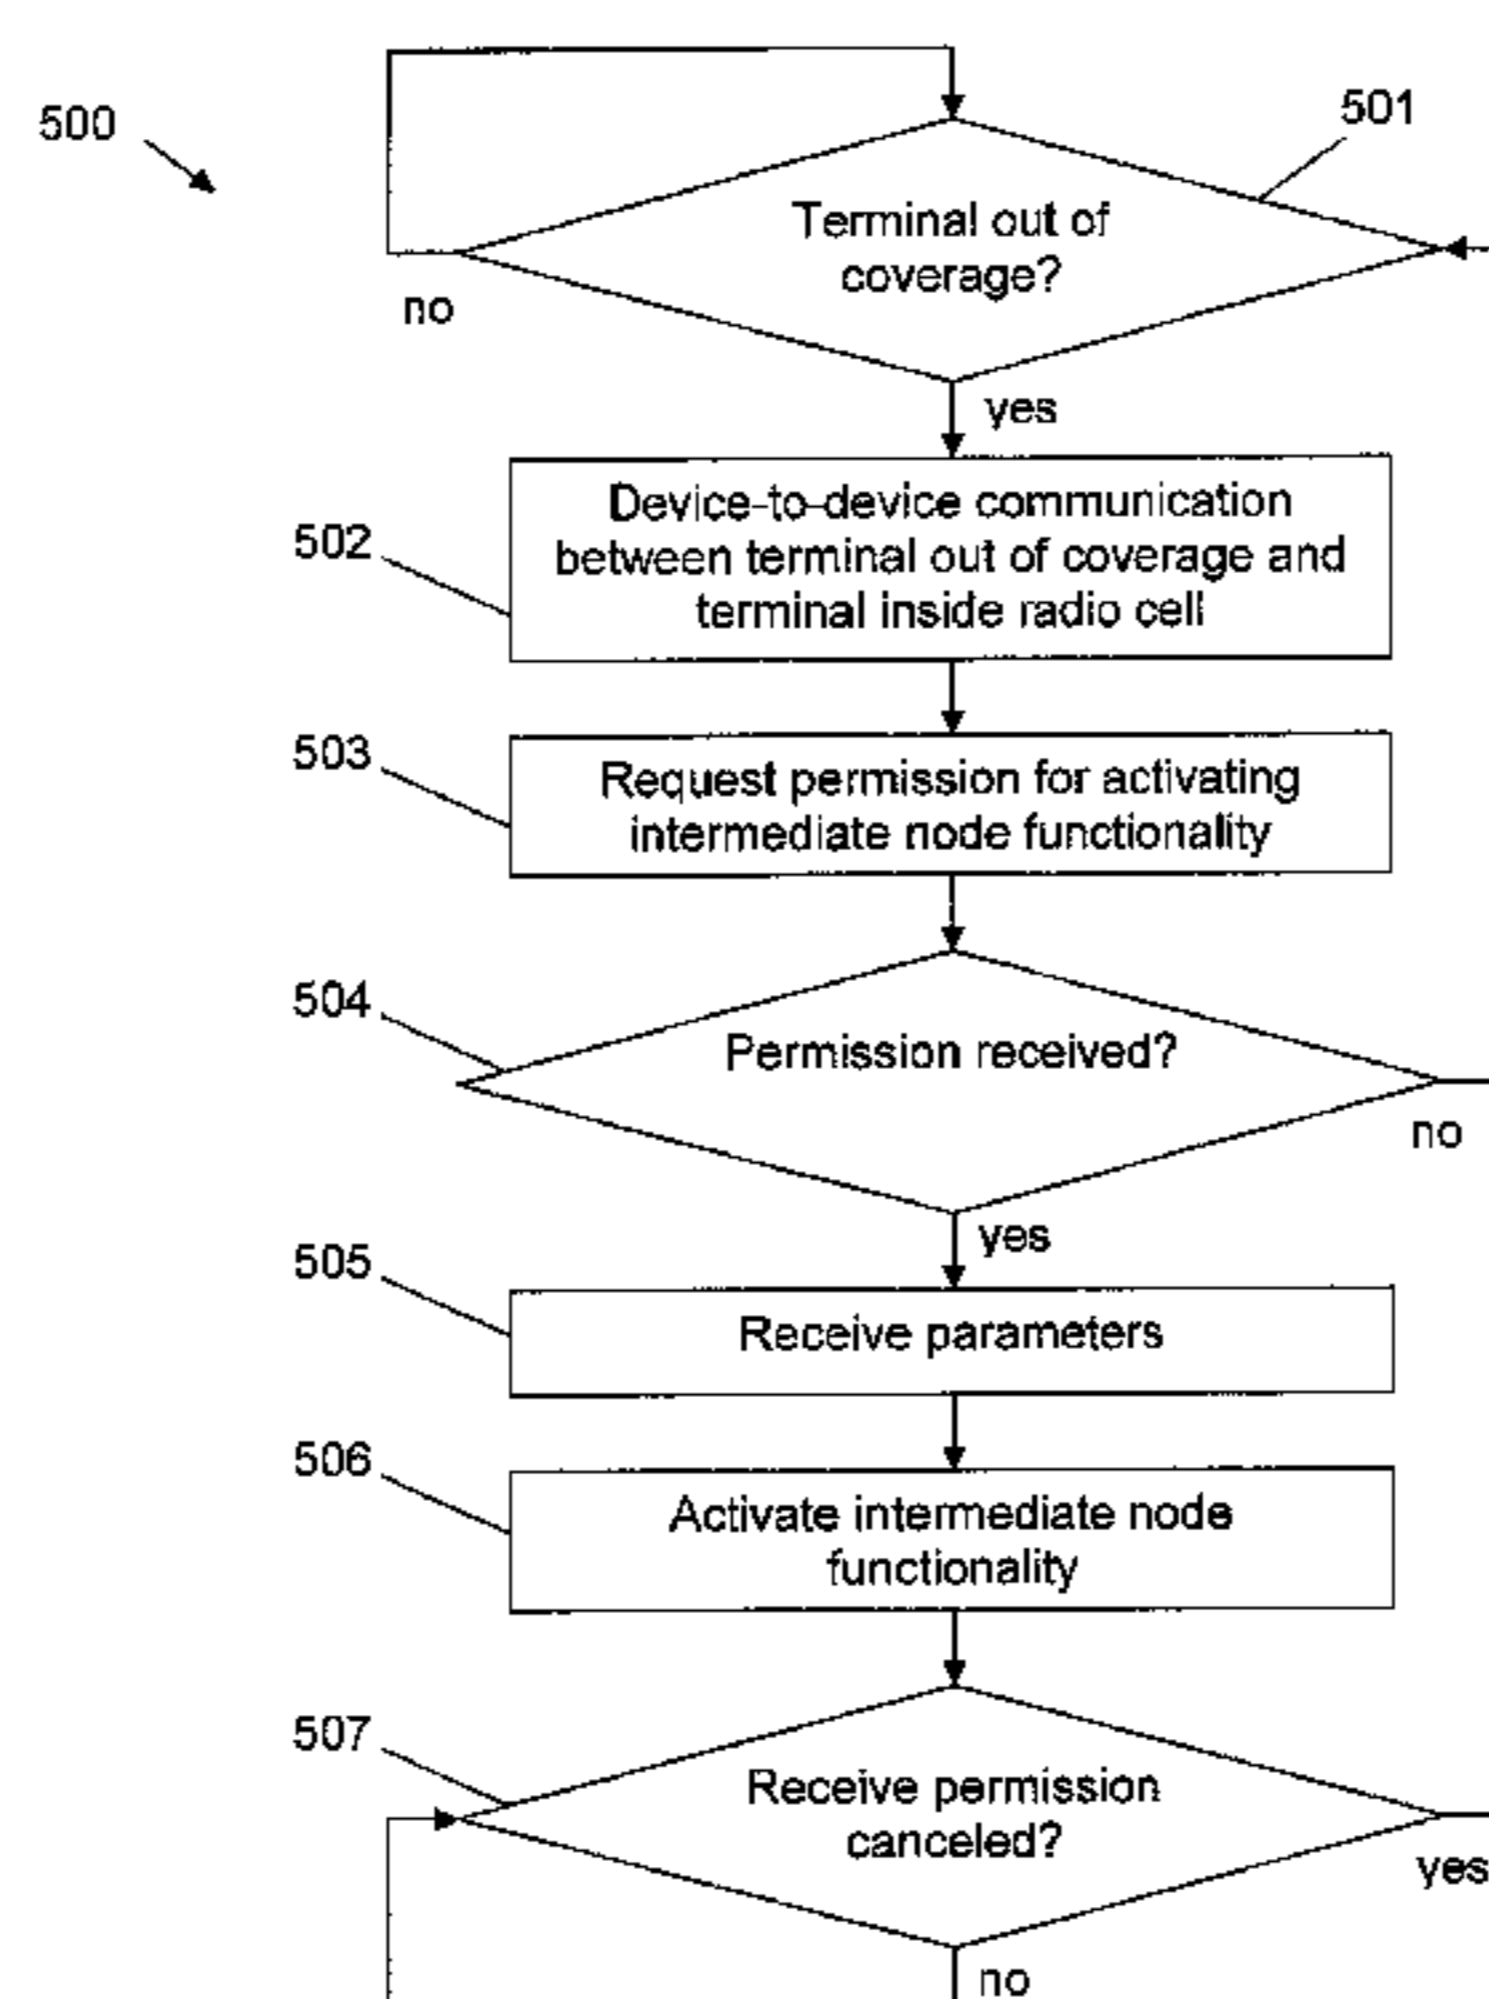 500
501
Terminal out of
coverage?
no
yes
502
Device-to-device communication
between terminal out of coverage and
terminal inside radio cell
503
Request permission for activating
intermediate node functionality
504
Permission received?
no
yes
505
Receive parameters
506
Activate intermediate node
functionality
507
Receive permission
canceled?
yes
no